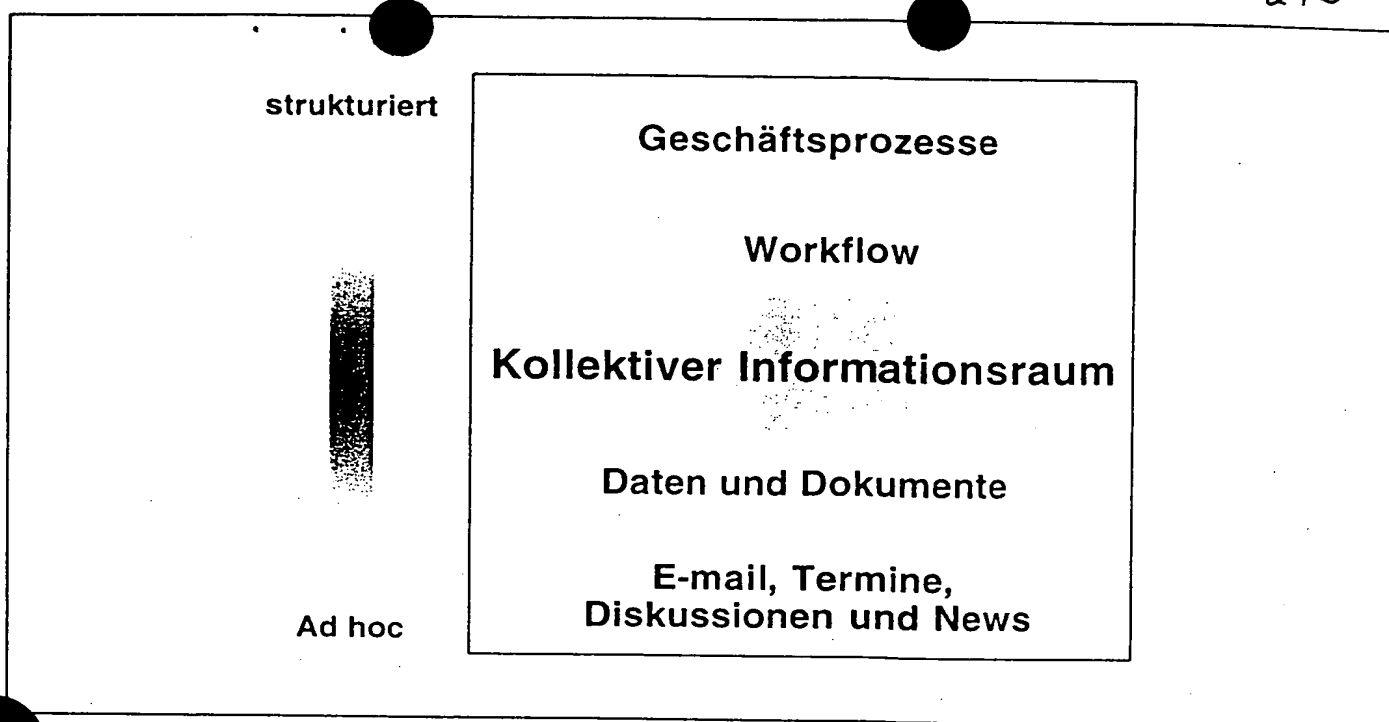 strukturiert
Geschäftsprozesse
Workflow
Kollektiver Informationsraum
Daten und Dokumente
E-mail, Termine,
Diskussionen und News
Ad hoc